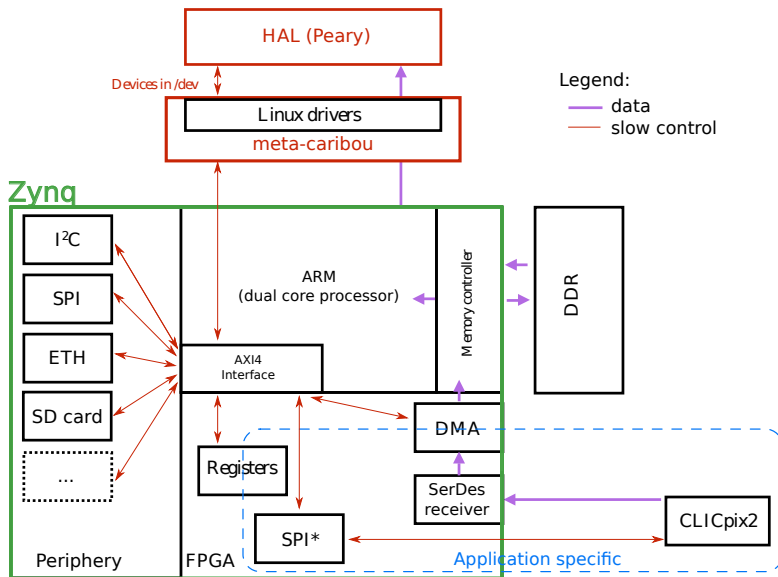 HAL (Peary)
Devices in /dev
Linux drivers
meta-caribou
Legend:
data
slow control
Zynq
I²C
SPI
ETH
SD card
...
Periphery
ARM
(dual core processor)
Memory controller
DDR
AXI4
Interface
Registers
DMA
SerDes
receiver
SPI*
FPGA
CLICpix2
Application specific